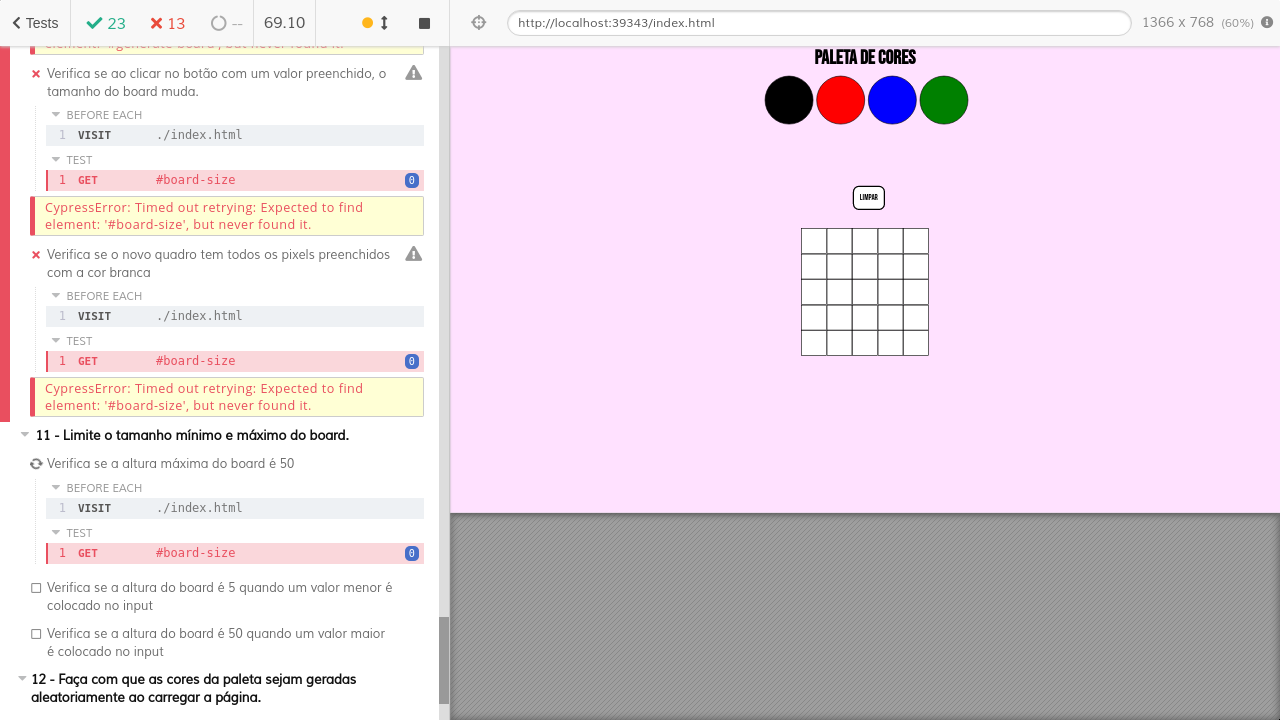 Tests
23
13
--
69.10
http://localhost:39343/index.html
1366 x 768 (60%)
element: '#generate-board', but never found it.
Verifica se ao clicar no botão com um valor preenchido, o
tamanho do board muda.
BEFORE EACH
1 VISIT ./index.html
TEST
1 GET #board-size 0
CypressError: Timed out retrying: Expected to find
element: '#board-size', but never found it.
Verifica se o novo quadro tem todos os pixels preenchidos
com a cor branca
BEFORE EACH
1 VISIT ./index.html
TEST
1 GET #board-size 0
CypressError: Timed out retrying: Expected to find
element: '#board-size', but never found it.
11 - Limite o tamanho mínimo e máximo do board.
Verifica se a altura máxima do board é 50
BEFORE EACH
1 VISIT ./index.html
TEST
1 GET #board-size 0
Verifica se a altura do board é 5 quando um valor menor é
colocado no input
Verifica se a altura do board é 50 quando um valor maior
é colocado no input
12 - Faça com que as cores da paleta sejam geradas
aleatoriamente ao carregar a página.
PALETA DE CORES
LIMPAR